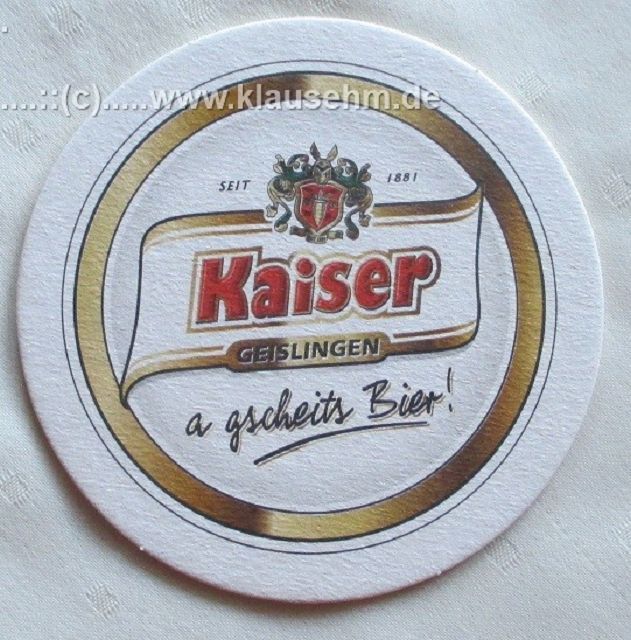 .....::(c).....www.klausehm.de
SEIT 1881
Kaiser
GEISLINGEN
a gscheits Bier!